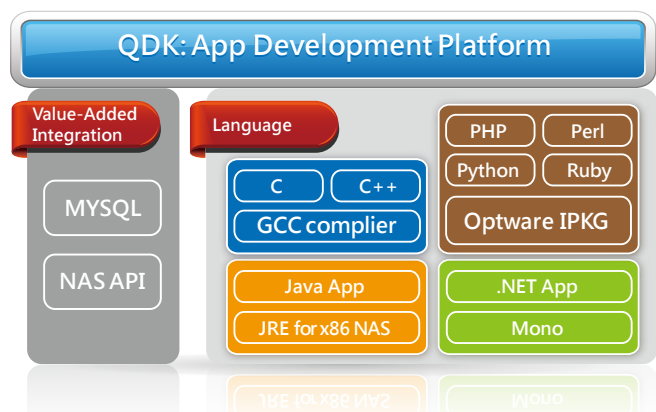 QDK: App Development Platform
Value-Added
Integration
MYSQL
NAS API
Language
C
C++
GCC complier
PHP
Perl
Python
Ruby
Optware IPKG
Java App
JRE for x86 NAS
.NET App
Mono